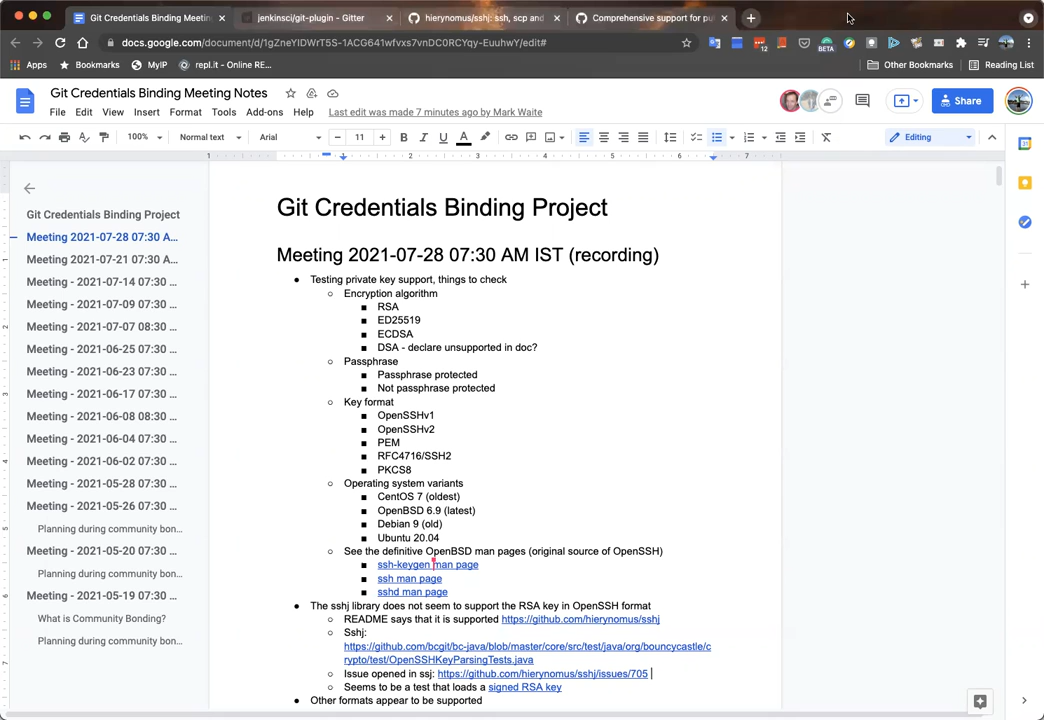 Git Credentials Binding Meeting
jenkinsci/git-plugin - Gitter
hierynomus/sshj: ssh, scp and
Comprehensive support for pu
docs.google.com/document/d/1gZneYIDWrT5S-1ACG641wfvxs7vnDC0RCYqy-EuuhwY/edit#
12
BETA
Apps
Bookmarks
MyIP
repl.it - Online RE...
Other Bookmarks
Reading List
Git Credentials Binding Meeting Notes
File Edit View Insert Format Tools Add-ons Help
Last edit was made 7 minutes ago by Mark Waite
Share
100%
Normal text
Arial
11
Editing
1 1 2 3 4 5 6 7
Git Credentials Binding Project
Meeting 2021-07-28 07:30 A...
Meeting 2021-07-21 07:30 A...
Meeting - 2021-07-14 07:30 ...
Meeting - 2021-07-09 07:30 ...
Meeting - 2021-07-07 08:30 ...
Meeting - 2021-06-25 07:30 ...
Meeting - 2021-06-23 07:30 ...
Meeting - 2021-06-17 07:30 ...
Meeting - 2021-06-08 08:30 ...
Meeting - 2021-06-04 07:30 ...
Meeting - 2021-06-02 07:30 ...
Meeting - 2021-05-28 07:30 ...
Meeting - 2021-05-26 07:30 ...
Planning during community bon...
Meeting - 2021-05-20 07:30 ...
Planning during community bon...
Meeting - 2021-05-19 07:30 ...
What is Community Bonding?
Planning during community bon...
1
2
3
4
5
6
7
Git Credentials Binding Project
Meeting 2021-07-28 07:30 AM IST (recording)
Testing private key support, things to check
Encryption algorithm
RSA
ED25519
ECDSA
DSA - declare unsupported in doc?
Passphrase
Passphrase protected
Not passphrase protected
Key format
OpenSSHv1
OpenSSHv2
PEM
RFC4716/SSH2
PKCS8
Operating system variants
CentOS 7 (oldest)
OpenBSD 6.9 (latest)
Debian 9 (old)
Ubuntu 20.04
See the definitive OpenBSD man pages (original source of OpenSSH)
ssh-keygen man page
ssh man page
sshd man page
The sshj library does not seem to support the RSA key in OpenSSH format
README says that it is supported https://github.com/hierynomus/sshj
Sshj:
https://github.com/bcgit/bc-java/blob/master/core/src/test/java/org/bouncycastle/c
rypto/test/OpenSSHKeyParsingTests.java
Issue opened in ssj: https://github.com/hierynomus/sshj/issues/705
Seems to be a test that loads a signed RSA key
Other formats appear to be supported